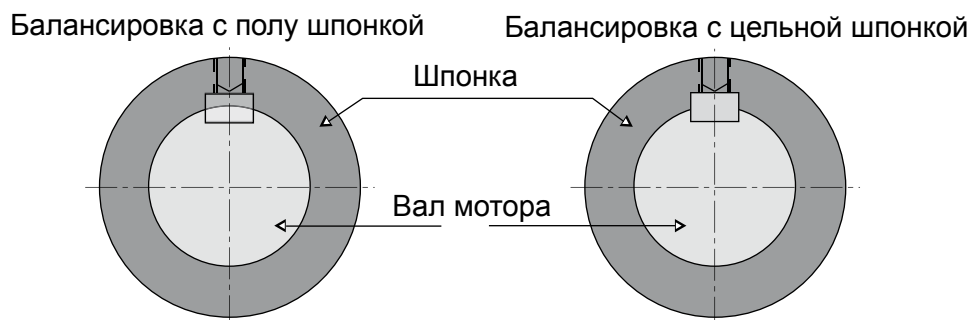 Балансировка с полу шпонкой
Балансировка с цельной шпонкой
Шпонка
Вал мотора